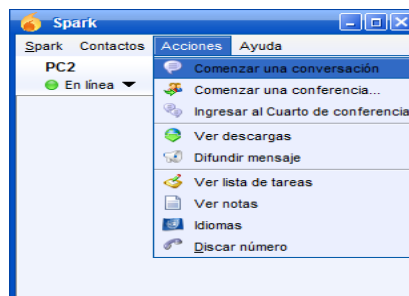 Spark
Spark Contactos Acciones Ayuda
PC2
En línea
Comenzar una conversación
Comenzar una conferencia...
Ingresar al Cuarto de conferencia
Ver descargas
Difundir mensaje
Ver lista de tareas
Ver notas
Idiomas
Discar número